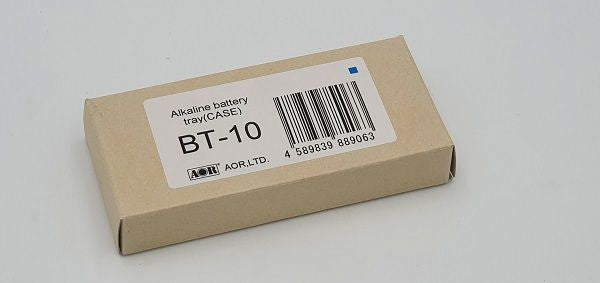 Alkaline battery
tray(CASE)
BT-10
AOR AOR,LTD.
4 589839 889063